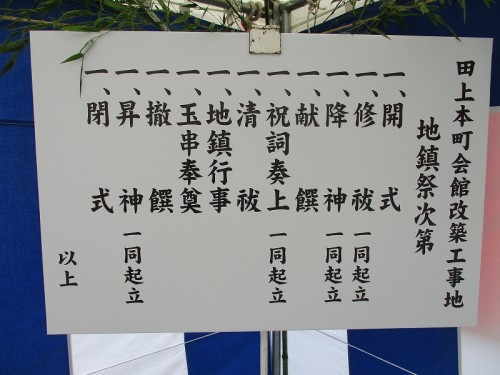 田上本町会館改築工事地
地鎮祭次第
一、開式
一、修祓 一同起立
一、降神 一同起立
一、献饌
一、祝詞奏上 一同起立
一、清祓
一、地鎮行事
一、玉串奉奠
一、撤饌
一、昇神 一同起立
一、閉式
以上